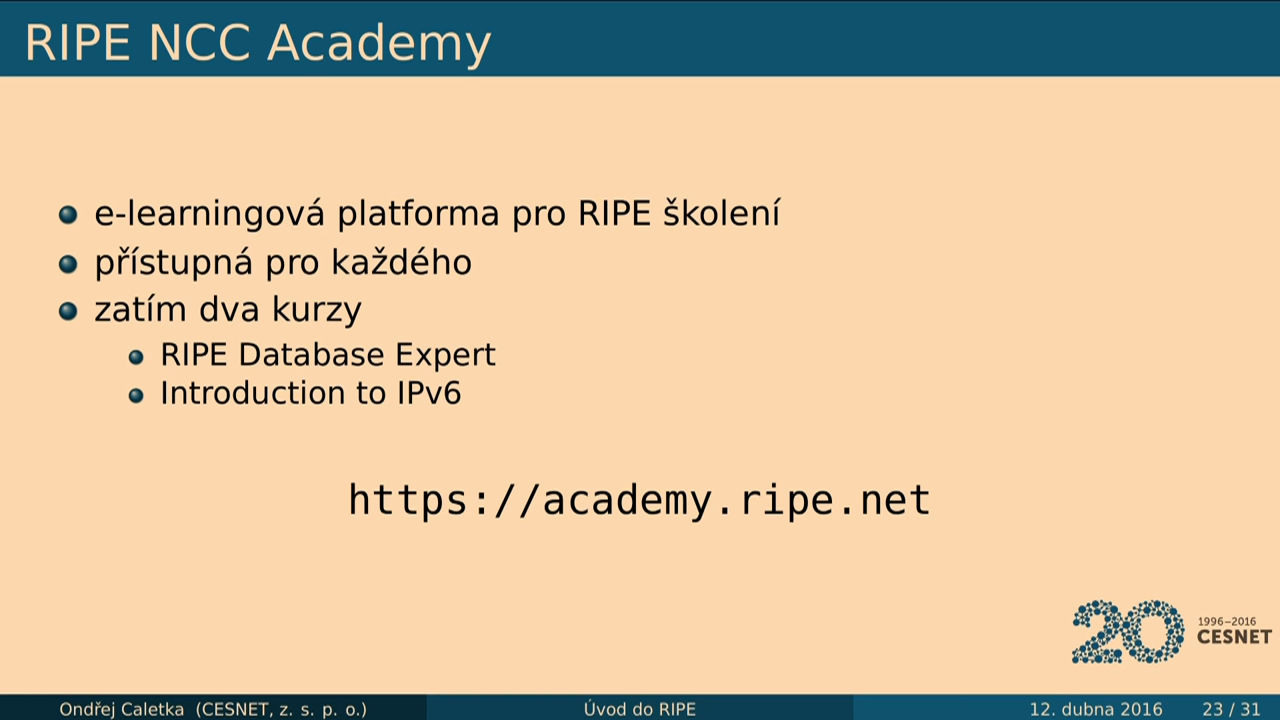 RIPE NCC Academy
e-learningová platforma pro RIPE školení
přístupná pro každého
zatím dva kurzy
RIPE Database Expert
Introduction to IPv6
https://academy.ripe.net
20 1996–2016
CESNET
Ondřej Caletka (CESNET, z. s. p. o.) Úvod do RIPE 12. dubna 2016 23 / 31